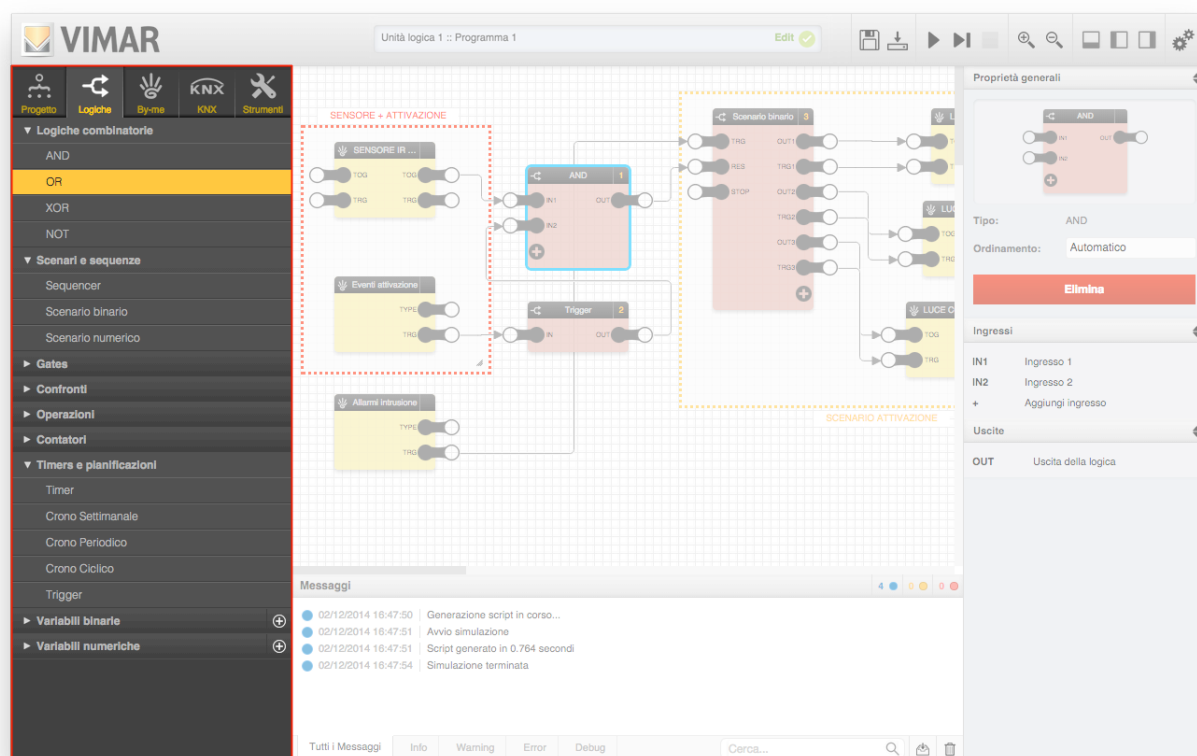 VIMAR
Unità logica 1 :: Programma 1
Edit
Progetto
Logiche
By-me
KNX
KNX
Strumenti
▼ Logiche combinatorie
AND
OR
XOR
NOT
▼ Scenari e sequenze
Sequencer
Scenario binario
Scenario numerico
► Gates
► Confronti
► Operazioni
► Contatori
▼ Timers e pianificazioni
Timer
Crono Settimanale
Crono Periodico
Crono Ciclico
Trigger
► Variabili binarie
► Variabili numeriche
SENSORE + ATTIVAZIONE
SENSORE IR ...
TOG TOG
TRG TRG
Eventi attivazione
TYPE
TRG
Allarmi intrusione
TYPE
TRG
AND 1
IN1 OUT
IN2
Trigger 2
IN OUT
Scenario binario 3
TRG OUT1
RES TRG1
STOP OUT2
TRG2
OUT3
TRG3
TOG
TRG
LUCE C
TOG
TRG
SCENARIO ATTIVAZIONE
Messaggi
4 0 0
02/12/2014 16:47:50 Generazione script in corso...
02/12/2014 16:47:51 Avvio simulazione
02/12/2014 16:47:51 Script generato in 0.764 secondi
02/12/2014 16:47:54 Simulazione terminata
Tutti i Messaggi Info Warning Error Debug
Cerca...
Proprietà generali
AND
IN1 OUT
IN2
Tipo: AND
Ordinamento: Automatico
Elimina
Ingressi
IN1 Ingresso 1
IN2 Ingresso 2
+ Aggiungi ingresso
Uscite
OUT Uscita della logica